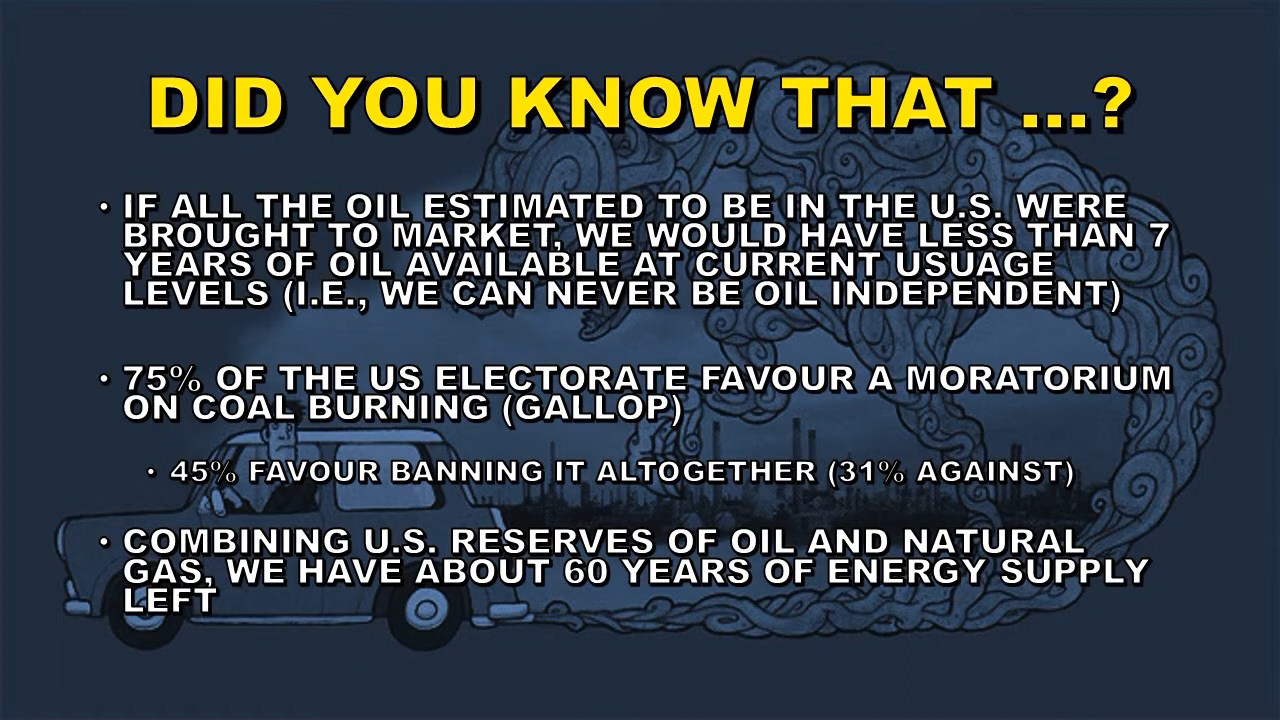 DID YOU KNOW THAT ...?
• IF ALL THE OIL ESTIMATED TO BE IN THE U.S. WERE
BROUGHT TO MARKET, WE WOULD HAVE LESS THAN 7
YEARS OF OIL AVAILABLE AT CURRENT USUAGE
LEVELS (I.E., WE CAN NEVER BE OIL INDEPENDENT)
• 75% OF THE US ELECTORATE FAVOUR A MORATORIUM
ON COAL BURNING (GALLOP)
• 45% FAVOUR BANNING IT ALTOGETHER (31% AGAINST)
• COMBINING U.S. RESERVES OF OIL AND NATURAL
GAS, WE HAVE ABOUT 60 YEARS OF ENERGY SUPPLY
LEFT